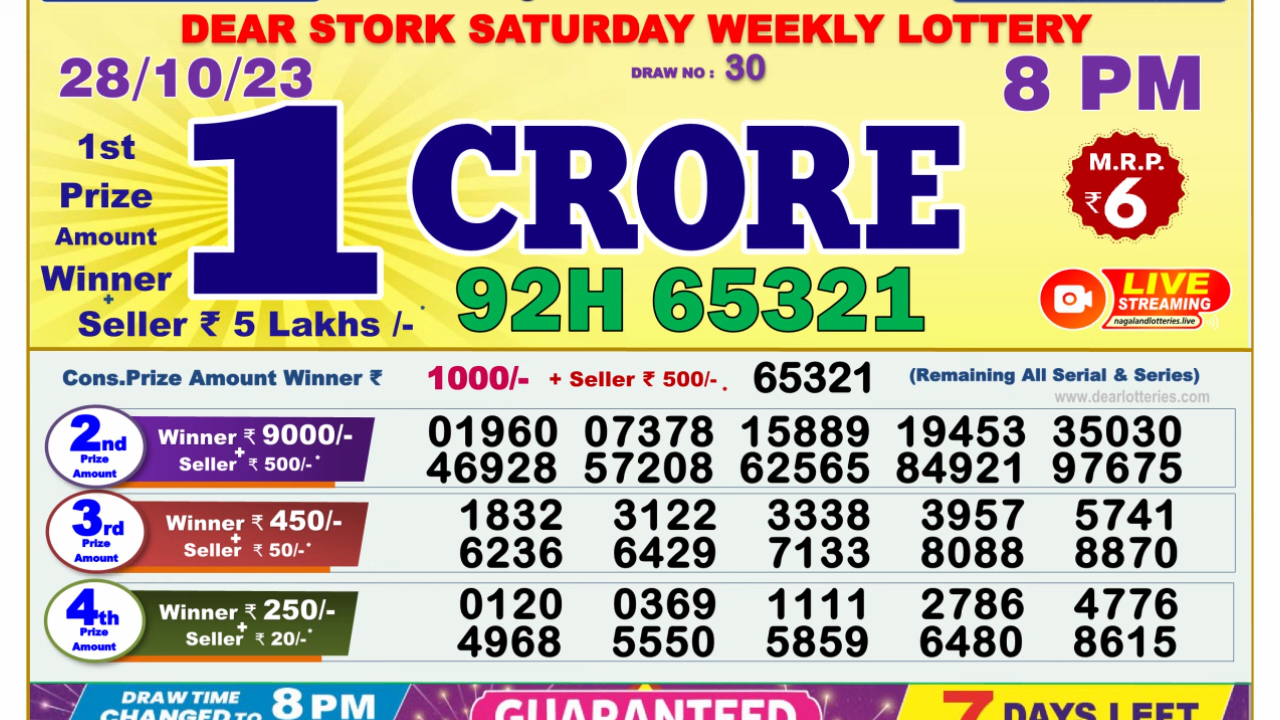 DEAR STORK SATURDAY WEEKLY LOTTERY
28/10/23
DRAW NO : 30
8 PM
1st
Prize
Amount
Winner
+
Seller ₹ 5 Lakhs /-*
1 CRORE
92H 65321
M.R.P.
₹ 6
LIVE
STREAMING
nagalandlotteries.live
Cons.Prize Amount Winner ₹ 1000/- + Seller ₹ 500/- . 65321 (Remaining All Serial & Series)
www.dearlotteries.com
2nd
Prize
Amount
Winner ₹ 9000/-
+
Seller ₹ 500/-*
01960 07378 15889 19453 35030
46928 57208 62565 84921 97675
3rd
Prize
Amount
Winner ₹ 450/-
+
Seller ₹ 50/-*
1832 3122 3338 3957 5741
6236 6429 7133 8088 8870
4th
Prize
Amount
Winner ₹ 250/-
+
Seller ₹ 20/-*
0120 0369 1111 2786 4776
4968 5550 5859 6480 8615
DRAW TIME
CHANGED TO
8 PM
GUARANTEED
7 DAYS LEFT